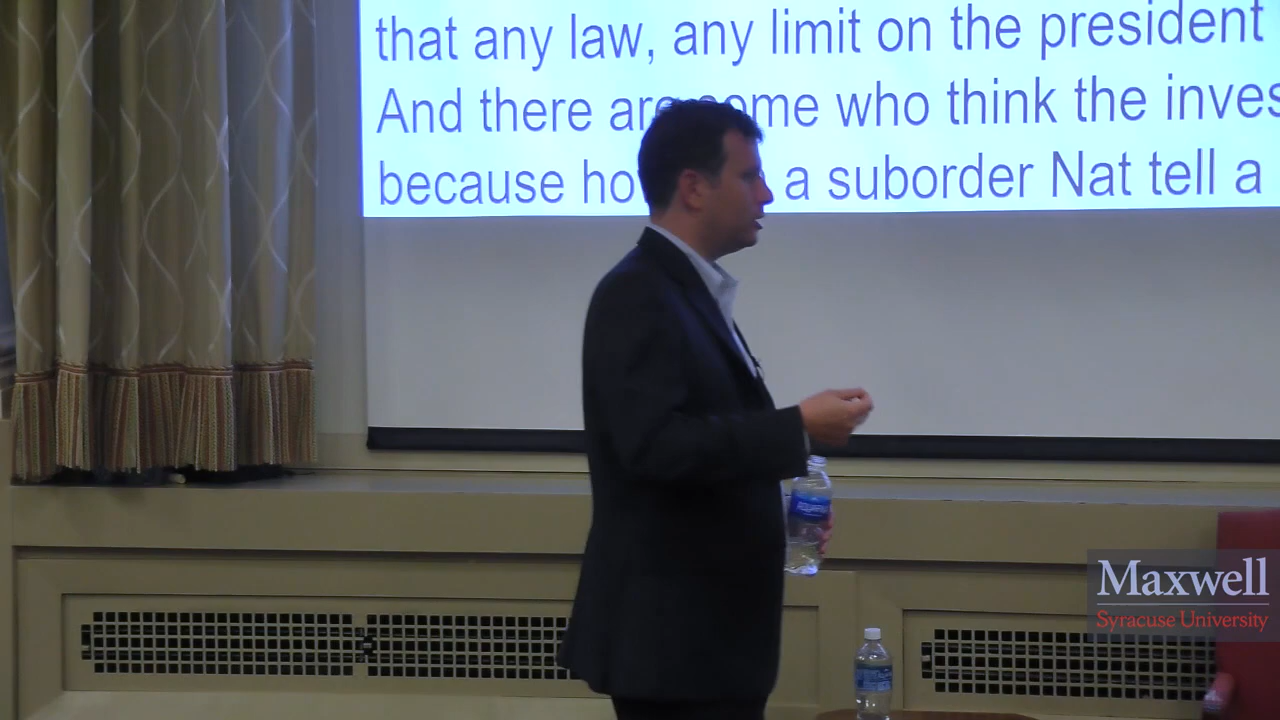 that any law, any limit on the president
And there are some who think the inves
because ho a suborder Nat tell a
Maxwell
Syracuse University